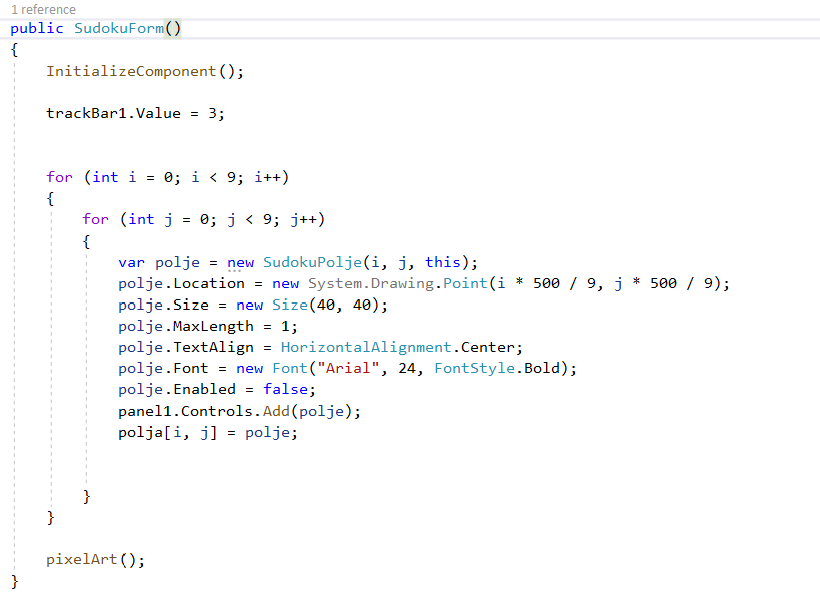 1 reference
public SudokuForm()
{
InitializeComponent();
trackBar1.Value = 3;
for (int i = 0; i < 9; i++)
{
for (int j = 0; j < 9; j++)
{
var polje = new SudokuPolje(i, j, this);
polje.Location = new System.Drawing.Point(i * 500 / 9, j * 500 / 9);
polje.Size = new Size(40, 40);
polje.MaxLength = 1;
polje.TextAlign = HorizontalAlignment.Center;
polje.Font = new Font("Arial", 24, FontStyle.Bold);
polje.Enabled = false;
panel1.Controls.Add(polje);
polja[i, j] = polje;
}
}
pixelArt();
}